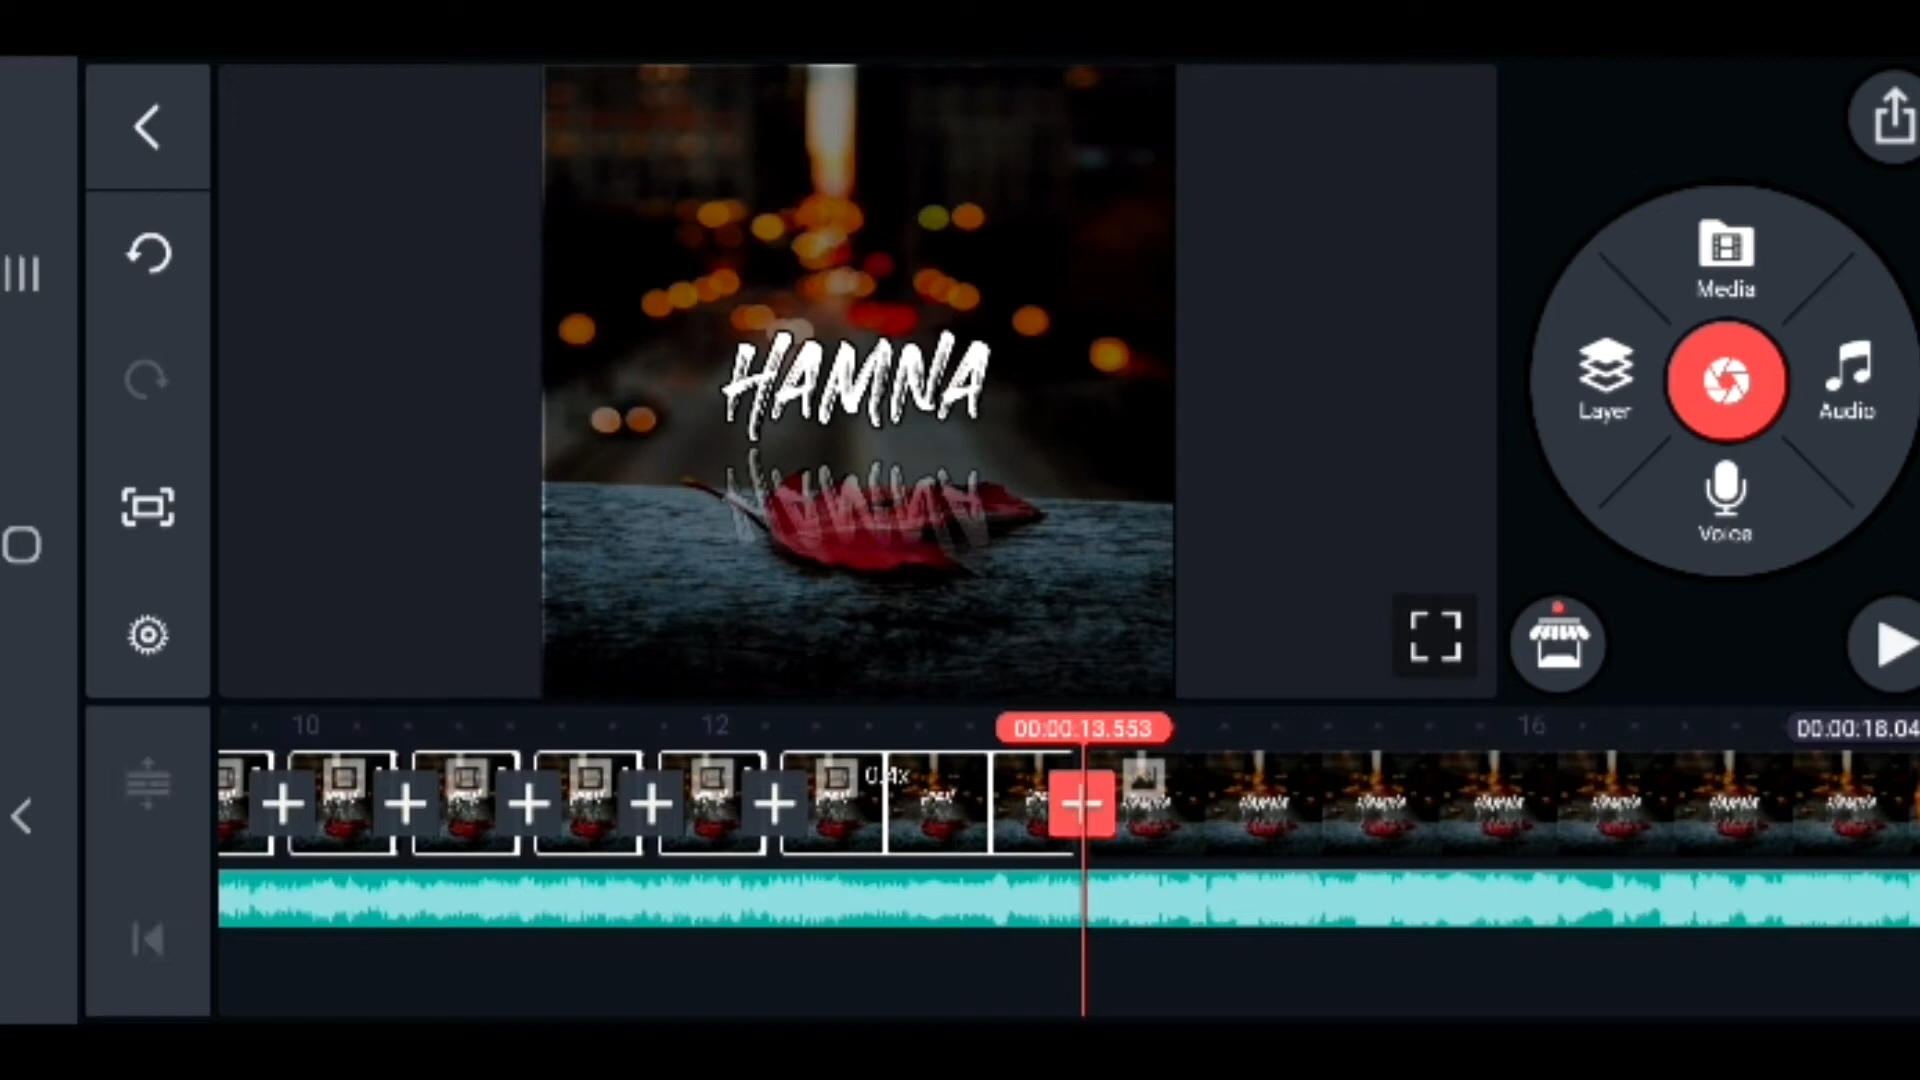 Media
Layer
Audio
Voice
HAMNA
10
12
00:00:13.553
16
00:00:18.04
0.4x